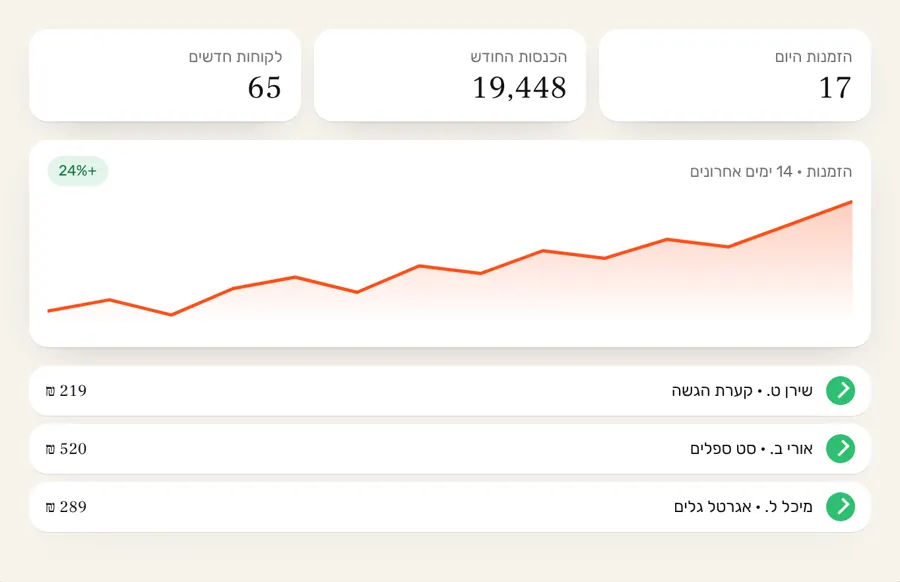 הזמנות היום
17
הכנסות החודש
19,448
לקוחות חדשים
65
הזמנות • 14 ימים אחרונים
24%+
שירן ט. • קערת הגשה
219 ₪
אורי ב. • סט ספלים
520 ₪
מיכל ל. • אגרטל גלים
289 ₪